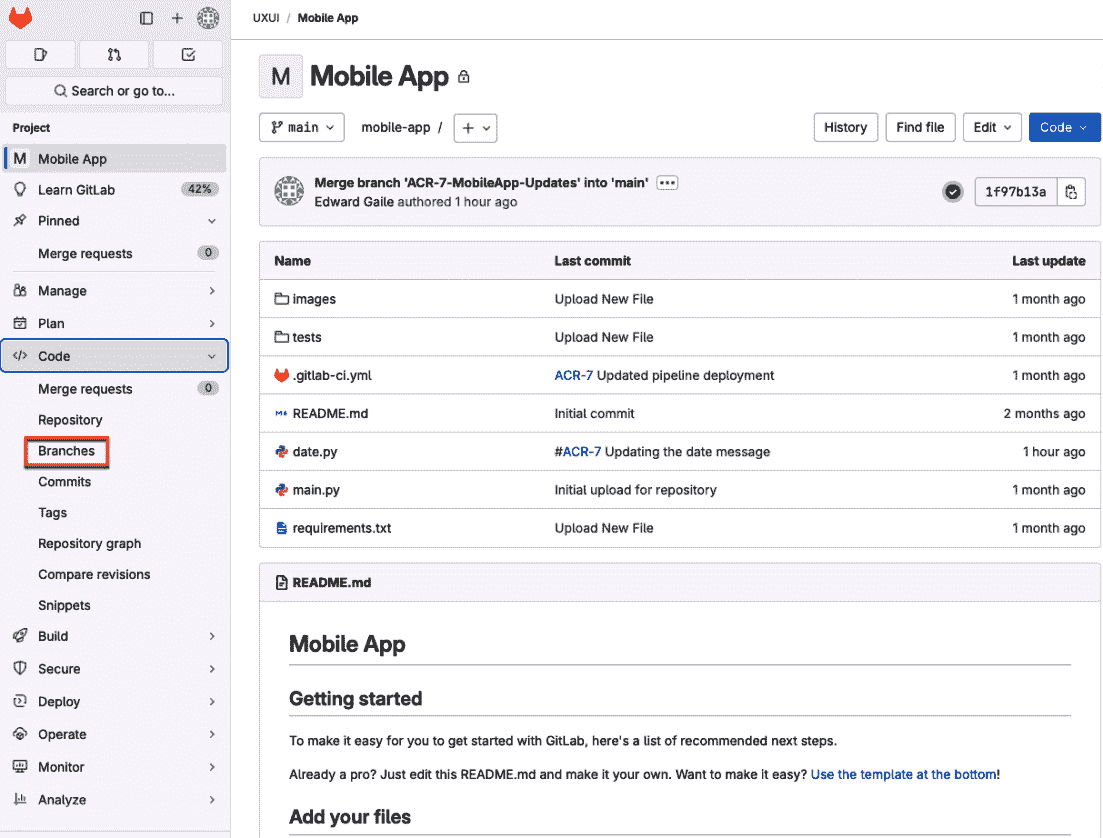 UXUI / Mobile App
Search or go to...
Project
M Mobile App
Learn GitLab 42%
Pinned
Merge requests 0
Manage
Plan
Code
Merge requests 0
Repository
Branches
Commits
Tags
Repository graph
Compare revisions
Snippets
Build
Secure
Deploy
Operate
Monitor
Analyze
M Mobile App
main mobile-app / + History Find file Edit Code
Merge branch 'ACR-7-MobileApp-Updates' into 'main' •••
Edward Gaile authored 1 hour ago
1f97b13a
Name Last commit Last update
images Upload New File 1 month ago
tests Upload New File 1 month ago
.gitlab-ci.yml ACR-7 Updated pipeline deployment 1 month ago
README.md Initial commit 2 months ago
date.py #ACR-7 Updating the date message 1 hour ago
main.py Initial upload for repository 1 month ago
requirements.txt Upload New File 1 month ago
README.md
Mobile App
Getting started
To make it easy for you to get started with GitLab, here's a list of recommended next steps.
Already a pro? Just edit this README.md and make it your own. Want to make it easy? Use the template at the bottom!
Add your files